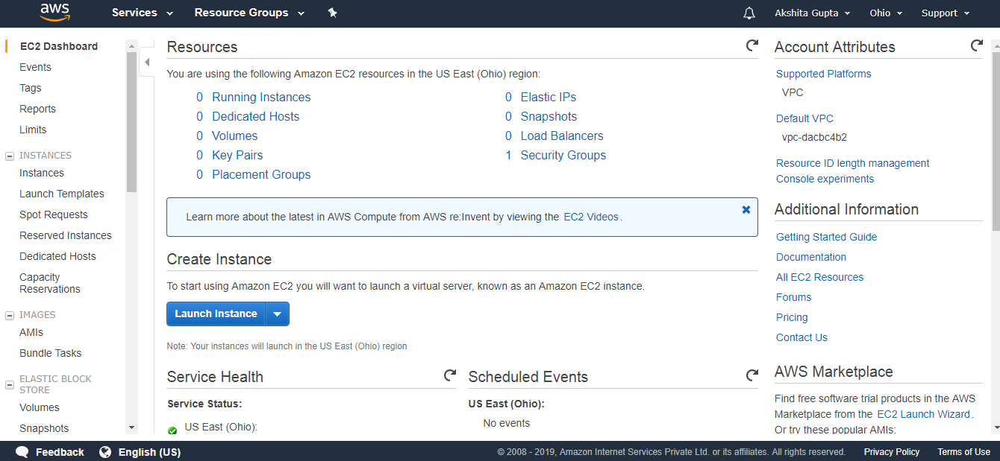 aws
Services
Resource Groups
Akshita Gupta
Ohio
Support
EC2 Dashboard
Events
Tags
Reports
Limits
INSTANCES
Instances
Launch Templates
Spot Requests
Reserved Instances
Dedicated Hosts
Capacity
Reservations
IMAGES
AMIs
Bundle Tasks
ELASTIC BLOCK
STORE
Volumes
Snapshots
Resources
You are using the following Amazon EC2 resources in the US East (Ohio) region:
0 Running Instances
0 Dedicated Hosts
0 Volumes
0 Key Pairs
0 Placement Groups
0 Elastic IPs
0 Snapshots
0 Load Balancers
1 Security Groups
Learn more about the latest in AWS Compute from AWS re:Invent by viewing the EC2 Videos.
Create Instance
To start using Amazon EC2 you will want to launch a virtual server, known as an Amazon EC2 instance.
Launch Instance
Note: Your instances will launch in the US East (Ohio) region
Service Health
Service Status:
US East (Ohio):
Scheduled Events
US East (Ohio):
No events
Account Attributes
Supported Platforms
VPC
Default VPC
vpc-dacbc4b2
Resource ID length management
Console experiments
Additional Information
Getting Started Guide
Documentation
All EC2 Resources
Forums
Pricing
Contact Us
AWS Marketplace
Find free software trial products in the AWS
Marketplace from the EC2 Launch Wizard.
Or try these popular AMIs:
Feedback
English (US)
© 2008 - 2019, Amazon Internet Services Private Ltd. or its affiliates. All rights reserved.
Privacy Policy
Terms of Use